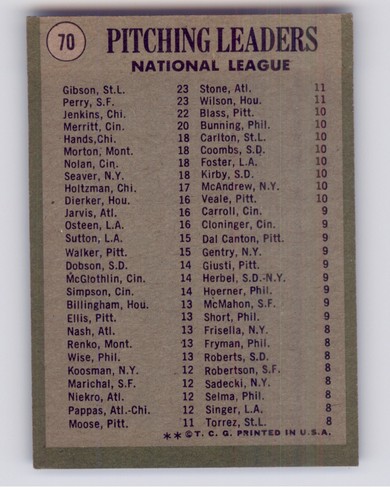 70
PITCHING LEADERS
NATIONAL LEAGUE
Gibson, St.L. 23 Stone, Atl. 11
Perry, S.F. 23 Wilson, Hou. 11
Jenkins, Chi. 22 Blass, Pitt. 10
Merritt, Cin. 20 Bunning, Phil. 10
Hands, Chi. 18 Carlton, St.L. 10
Morton, Mont. 18 Coombs, S.D. 10
Nolan, Cin. 18 Foster, L.A. 10
Seaver, N.Y. 18 Kirby, S.D. 10
Holtzman, Chi 17 McAndrew, N.Y. 10
Dierker, Hou. 16 Veale, Pitt. 10
Jarvis, Atl. 16 Carroll, Cin. 9
Osteen, L.A. 16 Cloninger, Cin. 9
Sutton, L.A. 15 Dal Canton, Pitt. 9
Walker, Pitt. 15 Gentry, N.Y. 9
Dobson, S.D. 14 Giusti, Pitt. 9
McGlothlin, Cin. 14 Herbel, S.D.-N.Y. 9
Simpson, Cin. 14 Hoerner, Phil. 9
Billingham, Hou. 13 McMahon, S.F. 9
Ellis, Pitt. 13 Short, Phil. 9
Nash, Atl. 13 Frisella, N.Y. 8
Renko, Mont. 13 Fryman, Phil. 8
Wise, Phil. 13 Roberts, S.D. 8
Koosman, N.Y. 12 Robertson, S.F. 8
Marichal, S.F. 12 Sadecki, N.Y. 8
Niekro, Atl. 12 Selma, Phil. 8
Pappas, Atl.-Chi. 12 Singer, L.A. 8
Moose, Pitt. 11 Torrez, St.L. 8
**©T.C.G. PRINTED IN U.S.A.